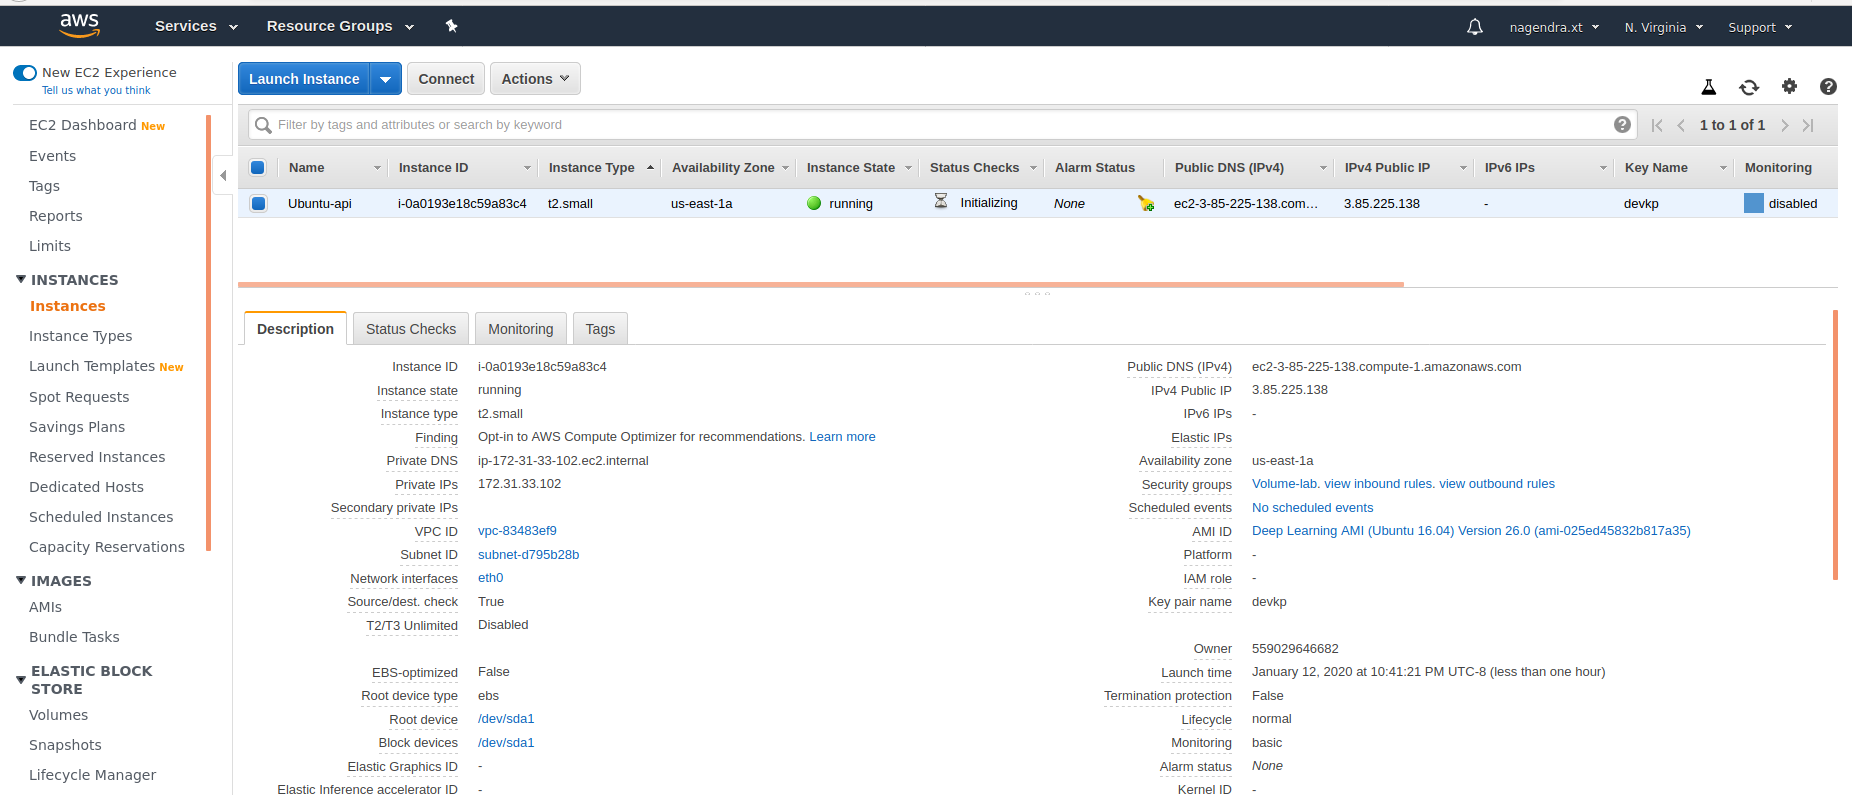 aws Services Resource Groups nagendra.xt N. Virginia Support
New EC2 Experience
Tell us what you think
EC2 Dashboard New
Events
Tags
Reports
Limits
INSTANCES
Instances
Instance Types
Launch Templates New
Spot Requests
Savings Plans
Reserved Instances
Dedicated Hosts
Scheduled Instances
Capacity Reservations
IMAGES
AMIs
Bundle Tasks
ELASTIC BLOCK
STORE
Volumes
Snapshots
Lifecycle Manager
Launch Instance Connect Actions
Filter by tags and attributes or search by keyword 1 to 1 of 1
Name Instance ID Instance Type Availability Zone Instance State Status Checks Alarm Status Public DNS (IPv4) IPv4 Public IP IPv6 IPs Key Name Monitoring
Ubuntu-api i-0a0193e18c59a83c4 t2.small us-east-1a running Initializing None ec2-3-85-225-138.com… 3.85.225.138 - devkp disabled
Description Status Checks Monitoring Tags
Instance ID i-0a0193e18c59a83c4
Instance state running
Instance type t2.small
Finding Opt-in to AWS Compute Optimizer for recommendations. Learn more
Private DNS ip-172-31-33-102.ec2.internal
Private IPs 172.31.33.102
Secondary private IPs
VPC ID vpc-83483ef9
Subnet ID subnet-d795b28b
Network interfaces eth0
Source/dest. check True
T2/T3 Unlimited Disabled
EBS-optimized False
Root device type ebs
Root device /dev/sda1
Block devices /dev/sda1
Elastic Graphics ID -
Elastic Inference accelerator ID -
Public DNS (IPv4) ec2-3-85-225-138.compute-1.amazonaws.com
IPv4 Public IP 3.85.225.138
IPv6 IPs -
Elastic IPs
Availability zone us-east-1a
Security groups Volume-lab. view inbound rules. view outbound rules
Scheduled events No scheduled events
AMI ID Deep Learning AMI (Ubuntu 16.04) Version 26.0 (ami-025ed45832b817a35)
Platform -
IAM role -
Key pair name devkp
Owner 559029646682
Launch time January 12, 2020 at 10:41:21 PM UTC-8 (less than one hour)
Termination protection False
Lifecycle normal
Monitoring basic
Alarm status None
Kernel ID -